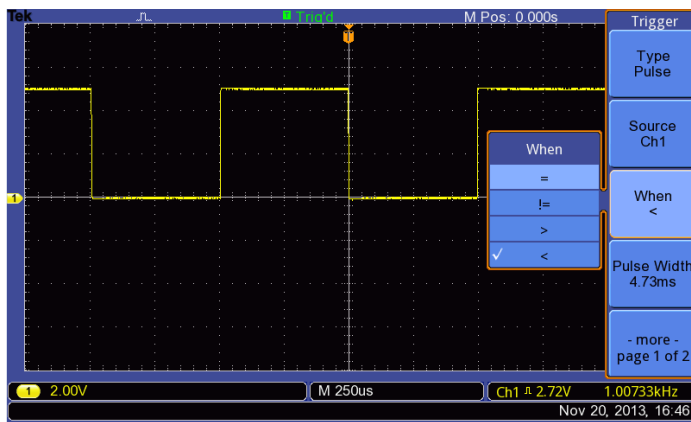 Tek Trig'd M Pos: 0.000s
T
Trigger
Type
Pulse
Source
Ch1
When
=
!=
>
<
When
<
Pulse Width
4.73ms
- more -
page 1 of 2
1
1 2.00V M 250us Ch1 2.72V 1.00733kHz
Nov 20, 2013, 16:46